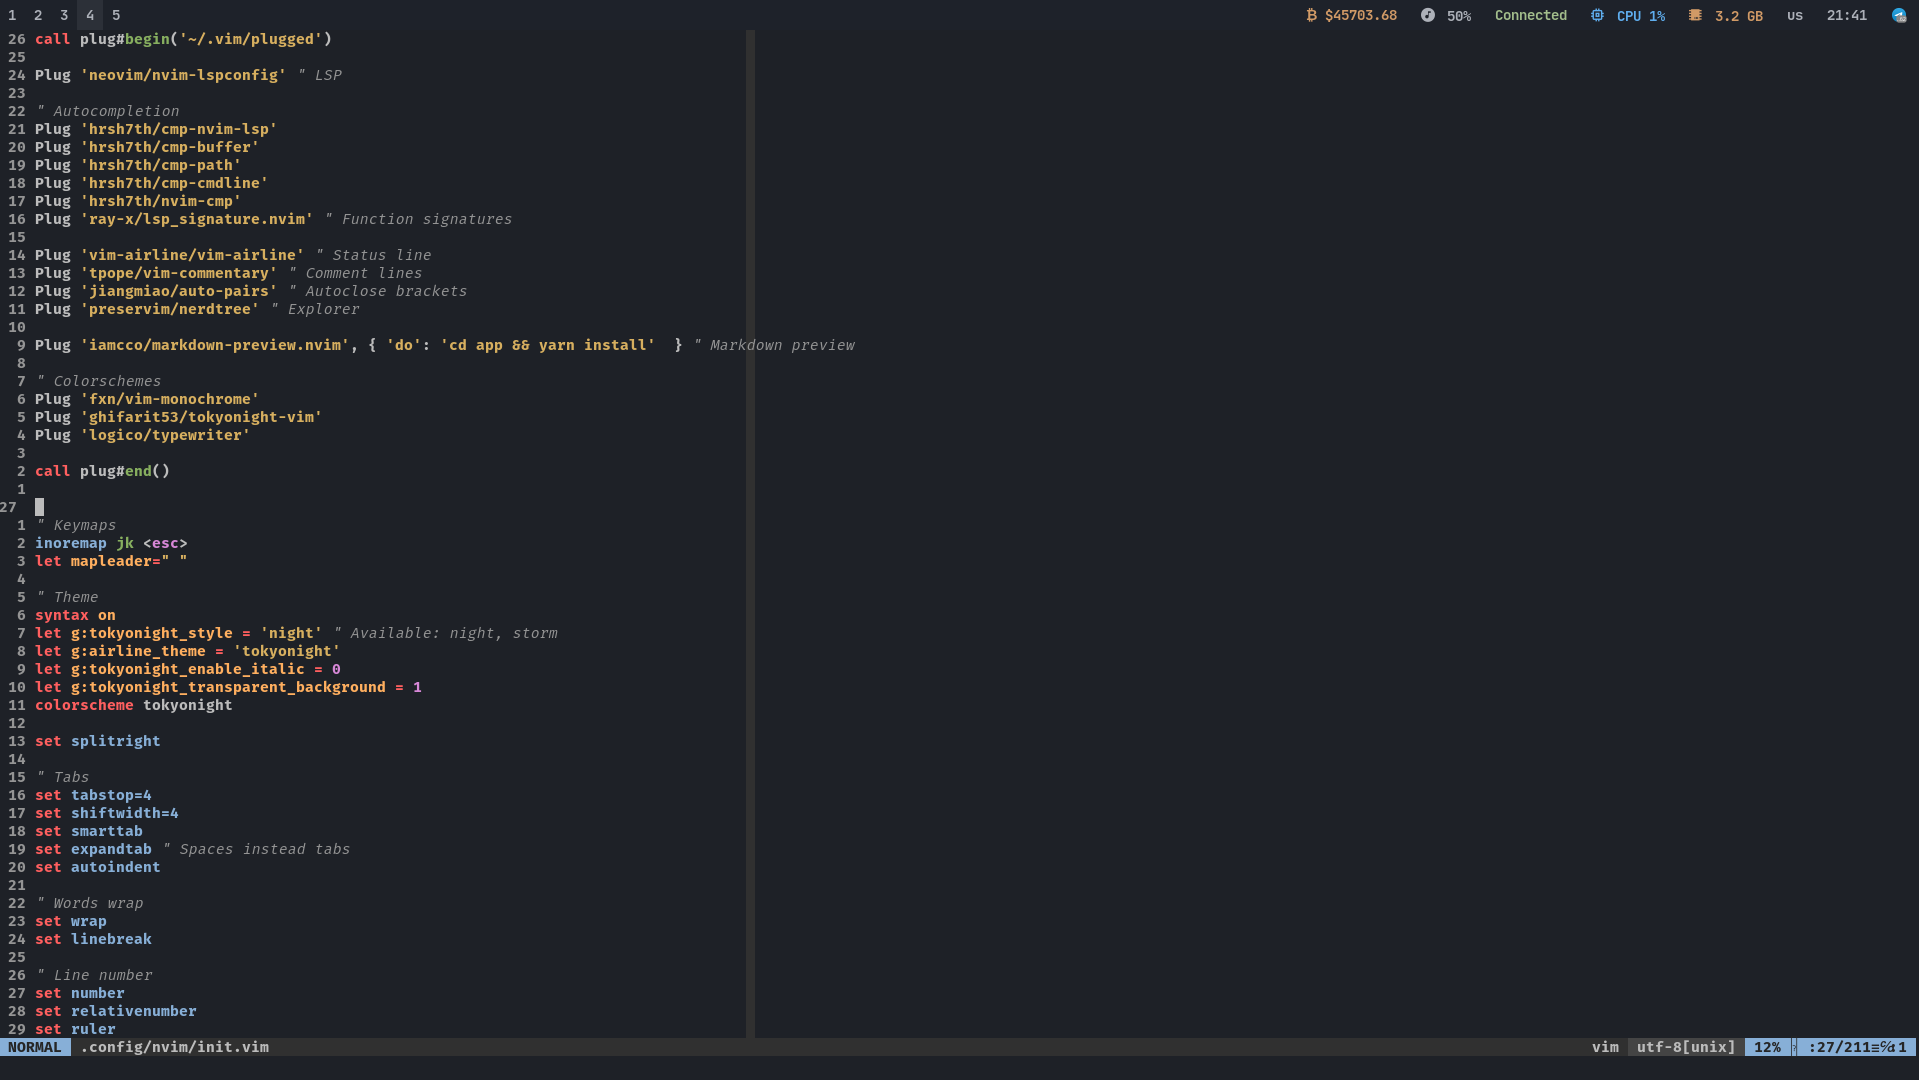 1 2 3 4 5 $45703.68 50% Connected CPU 1% 3.2 GB us 21:41
26 call plug#begin('~/.vim/plugged')
25
24 Plug 'neovim/nvim-lspconfig' " LSP
23
22 " Autocompletion
21 Plug 'hrsh7th/cmp-nvim-lsp'
20 Plug 'hrsh7th/cmp-buffer'
19 Plug 'hrsh7th/cmp-path'
18 Plug 'hrsh7th/cmp-cmdline'
17 Plug 'hrsh7th/nvim-cmp'
16 Plug 'ray-x/lsp_signature.nvim' " Function signatures
15
14 Plug 'vim-airline/vim-airline' " Status line
13 Plug 'tpope/vim-commentary' " Comment lines
12 Plug 'jiangmiao/auto-pairs' " Autoclose brackets
11 Plug 'preservim/nerdtree' " Explorer
10
9 Plug 'iamcco/markdown-preview.nvim', { 'do': 'cd app && yarn install'  } " Markdown preview
8
7 " Colorschemes
6 Plug 'fxn/vim-monochrome'
5 Plug 'ghifarit53/tokyonight-vim'
4 Plug 'logico/typewriter'
3
2 call plug#end()
1
27
1 " Keymaps
2 inoremap jk <esc>
3 let mapleader=" "
4
5 " Theme
6 syntax on
7 let g:tokyonight_style = 'night' " Available: night, storm
8 let g:airline_theme = 'tokyonight'
9 let g:tokyonight_enable_italic = 0
10 let g:tokyonight_transparent_background = 1
11 colorscheme tokyonight
12
13 set splitright
14
15 " Tabs
16 set tabstop=4
17 set shiftwidth=4
18 set smarttab
19 set expandtab " Spaces instead tabs
20 set autoindent
21
22 " Words wrap
23 set wrap
24 set linebreak
25
26 " Line number
27 set number
28 set relativenumber
29 set ruler
NORMAL .config/nvim/init.vim vim utf-8[unix] 12% :27/211≡℅:1